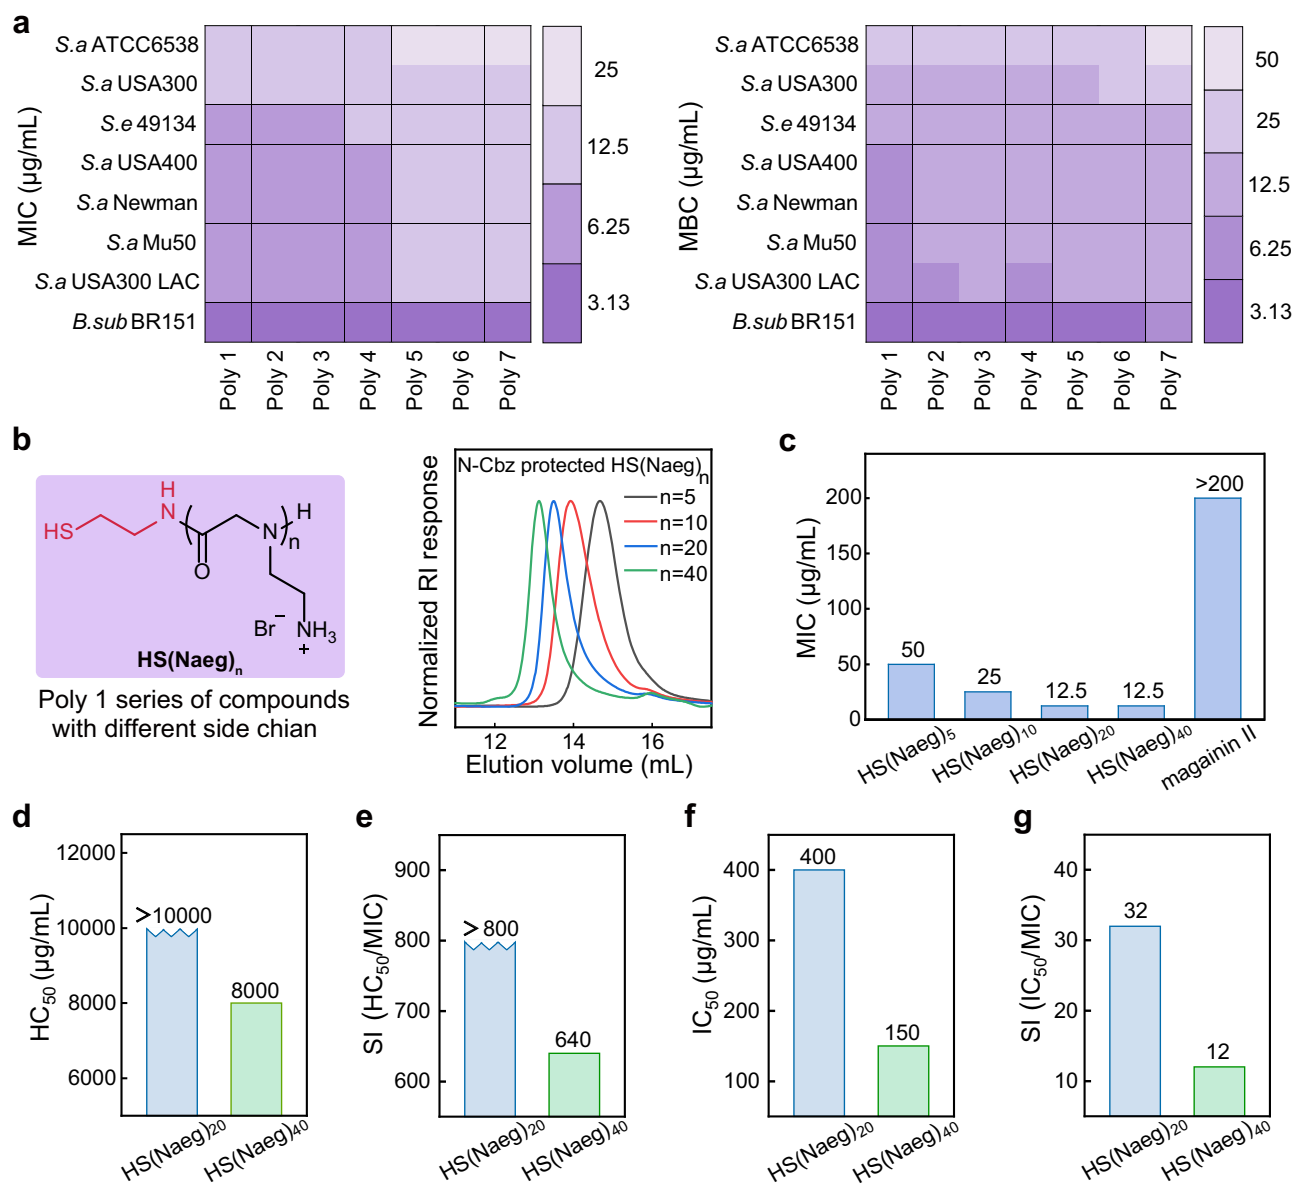 a
MIC (µg/mL)
S.a ATCC6538
S.a USA300
S.e 49134
S.a USA400
S.a Newman
S.a Mu50
S.a USA300 LAC
B.sub BR151
Poly 1
Poly 2
Poly 3
Poly 4
Poly 5
Poly 6
Poly 7
25
12.5
6.25
3.13
MBC (µg/mL)
S.a ATCC6538
S.a USA300
S.e 49134
S.a USA400
S.a Newman
S.a Mu50
S.a USA300 LAC
B.sub BR151
Poly 1
Poly 2
Poly 3
Poly 4
Poly 5
Poly 6
Poly 7
50
25
12.5
6.25
3.13
b
HS
H
N
O
N
n
H
Br⁻
NH₃
+
HS(Naeg)ₙ
Poly 1 series of compounds
with different side chian
Normalized RI response
N-Cbz protected HS(Naeg)ₙ
n=5
n=10
n=20
n=40
12
14
16
Elution volume (mL)
c
MIC (µg/mL)
200
150
100
50
0
50
25
12.5
12.5
>200
HS(Naeg)₅
HS(Naeg)₁₀
HS(Naeg)₂₀
HS(Naeg)₄₀
magainin II
d
HC₅₀ (µg/mL)
12000
10000
8000
6000
>10000
8000
HS(Naeg)₂₀
HS(Naeg)₄₀
e
SI (HC₅₀/MIC)
900
800
700
600
>800
640
HS(Naeg)₂₀
HS(Naeg)₄₀
f
IC₅₀ (µg/mL)
400
300
200
100
400
150
HS(Naeg)₂₀
HS(Naeg)₄₀
g
SI (IC₅₀/MIC)
40
30
20
10
32
12
HS(Naeg)₂₀
HS(Naeg)₄₀